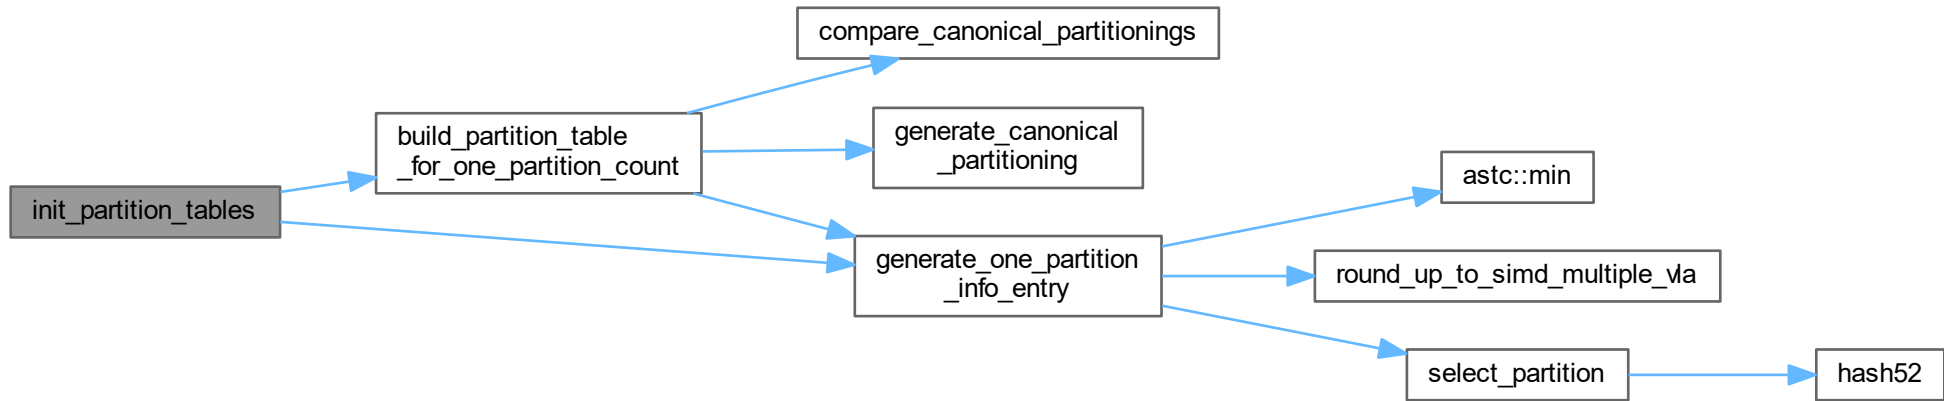 compare_canonical_partitionings
build_partition_table
_for_one_partition_count
generate_canonical
_partitioning
init_partition_tables
astc::min
generate_one_partition
_info_entry
round_up_to_simd_multiple_vla
select_partition
hash52